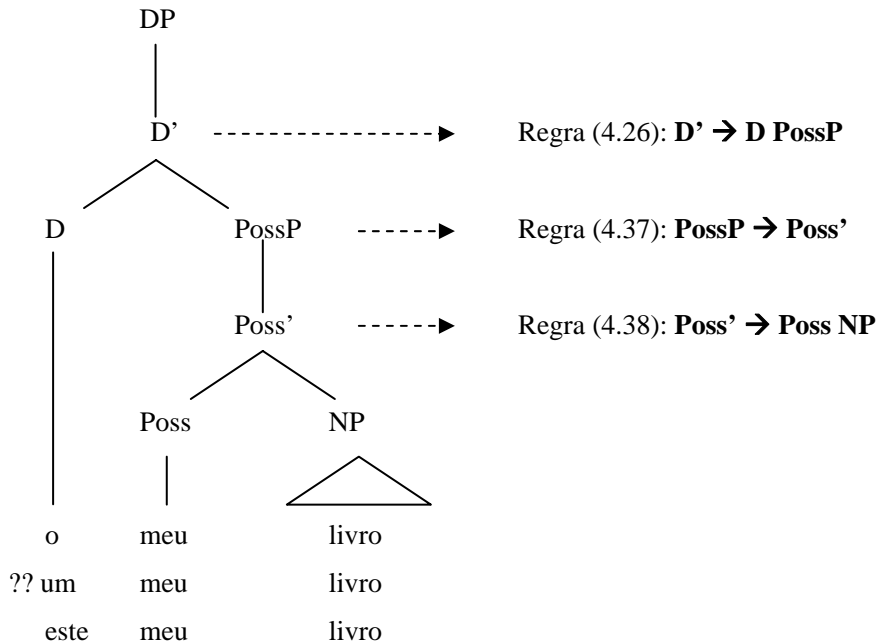 DP
D’ Regra (4.26): D’ → D PossP
D PossP Regra (4.37): PossP → Poss’
Poss’ Regra (4.38): Poss’ → Poss NP
Poss NP
o meu livro
?? um meu livro
este meu livro